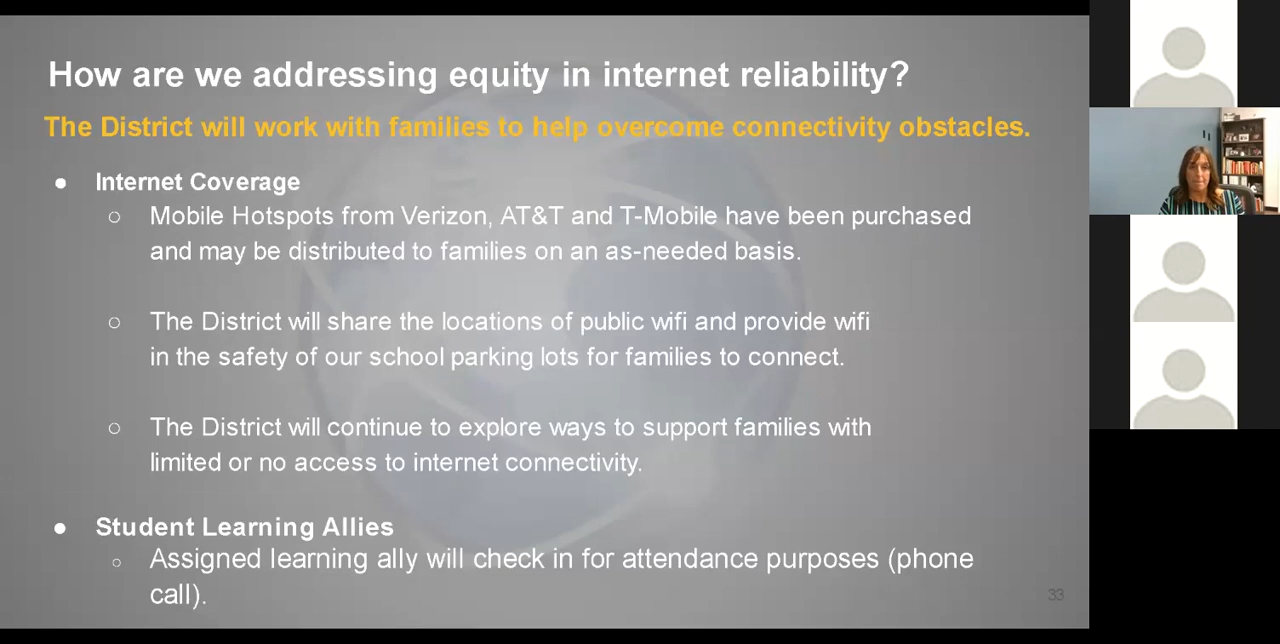 How are we addressing equity in internet reliability?
The District will work with families to help overcome connectivity obstacles.
● Internet Coverage
○ Mobile Hotspots from Verizon, AT&T and T-Mobile have been purchased
and may be distributed to families on an as-needed basis.
○ The District will share the locations of public wifi and provide wifi
in the safety of our school parking lots for families to connect.
○ The District will continue to explore ways to support families with
limited or no access to internet connectivity.
● Student Learning Allies
○ Assigned learning ally will check in for attendance purposes (phone
call).
33